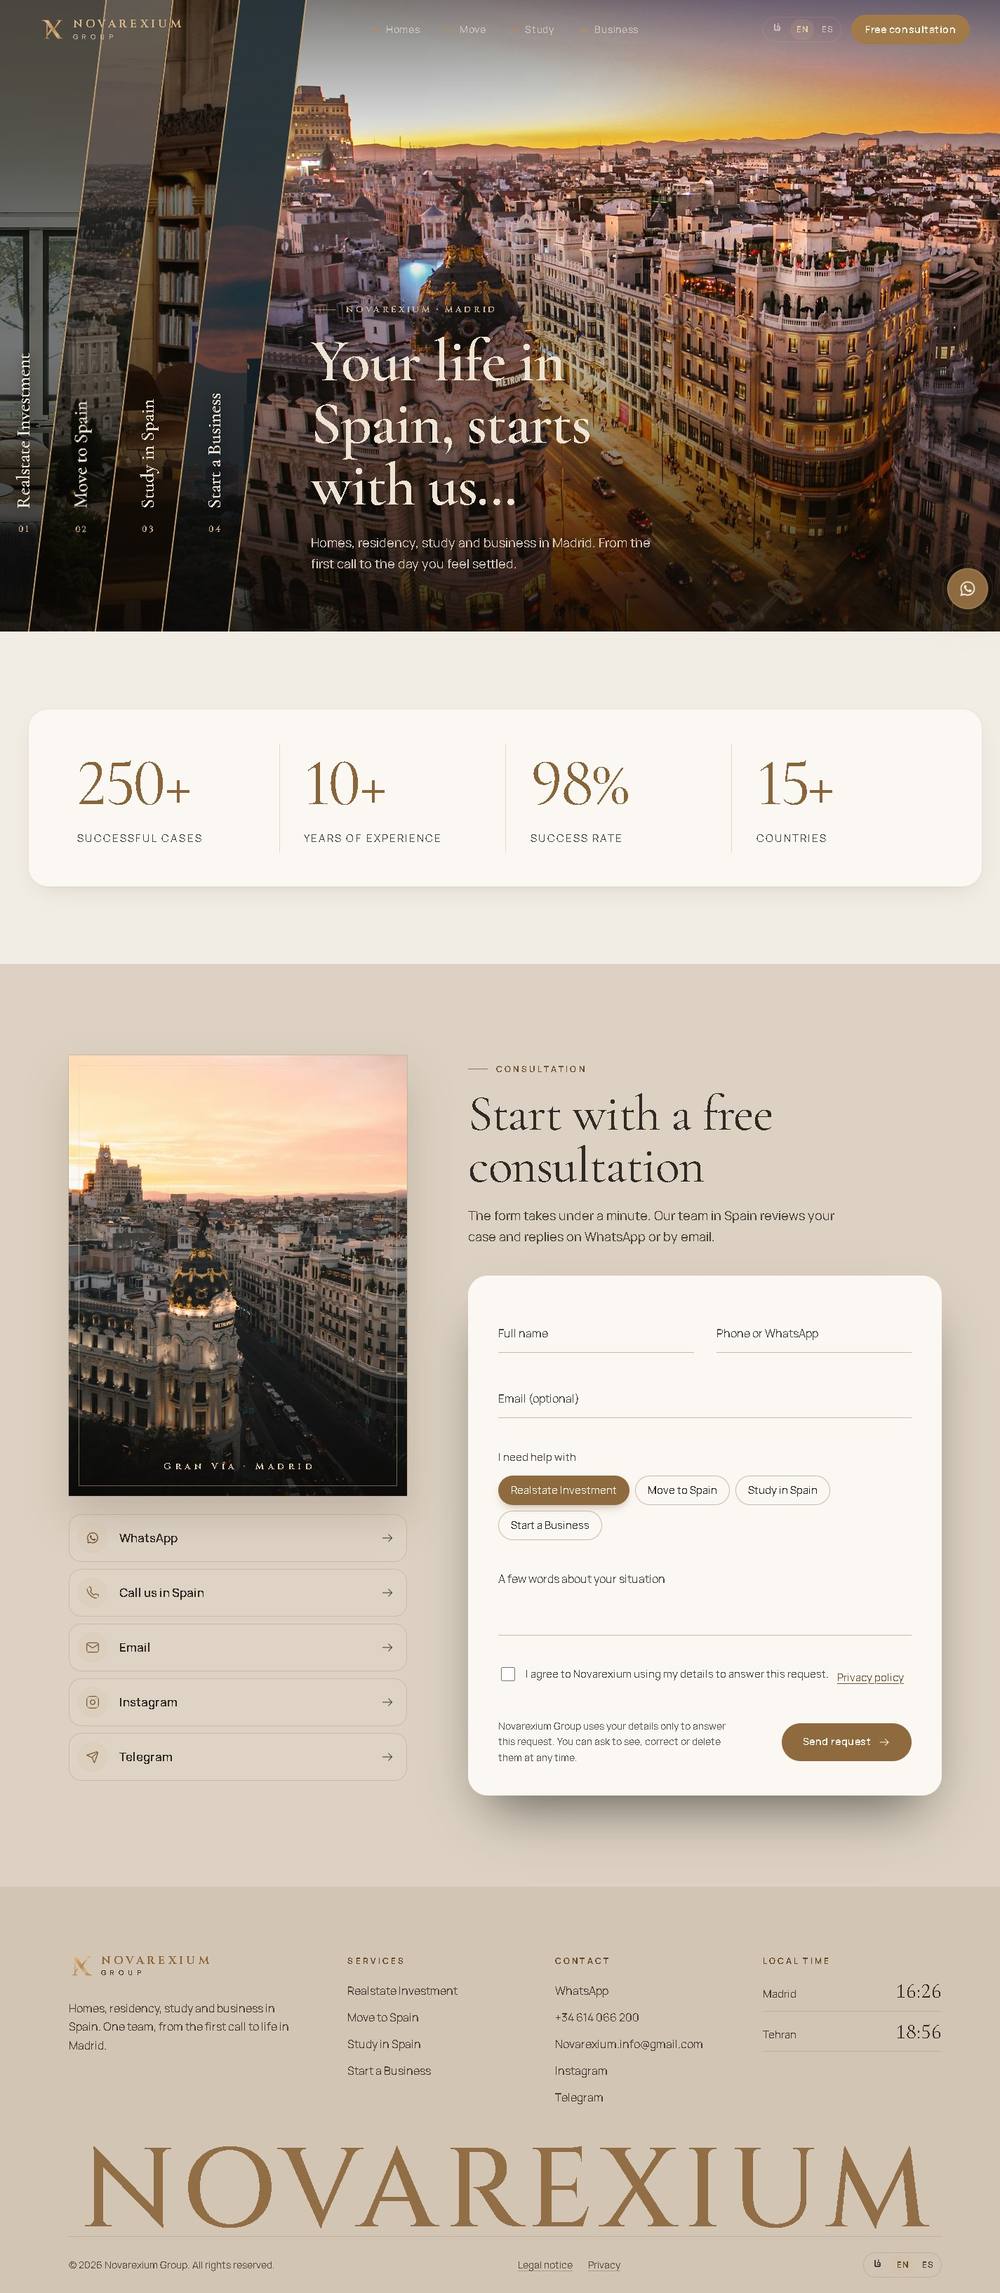 NOVAREXIUM
GROUP
Homes
Move
Study
Business
فا
EN
ES
Free consultation
Realstate Investment
01
Move to Spain
02
Study in Spain
03
Start a Business
04
NOVAREXIUM · MADRID
Your life in
Spain, starts
with us...
METROPOLIS
Homes, residency, study and business in Madrid. From the
first call to the day you feel settled.
250+
SUCCESSFUL CASES
10+
YEARS OF EXPERIENCE
98%
SUCCESS RATE
15+
COUNTRIES
GRAN VÍA · MADRID
WhatsApp
Call us in Spain
Email
Instagram
Telegram
CONSULTATION
Start with a free
consultation
The form takes under a minute. Our team in Spain reviews your
case and replies on WhatsApp or by email.
Full name
Phone or WhatsApp
Email (optional)
I need help with
Realstate Investment
Move to Spain
Study in Spain
Start a Business
A few words about your situation
I agree to Novarexium using my details to answer this request.
Privacy policy
Novarexium Group uses your details only to answer
this request. You can ask to see, correct or delete
them at any time.
Send request
NOVAREXIUM
GROUP
Homes, residency, study and business in
Spain. One team, from the first call to life in
Madrid.
SERVICES
Realstate Investment
Move to Spain
Study in Spain
Start a Business
CONTACT
WhatsApp
+34 614 066 200
Novarexium.info@gmail.com
Instagram
Telegram
LOCAL TIME
Madrid
16:26
Tehran
18:56
NOVAREXIUM
© 2026 Novarexium Group. All rights reserved.
Legal notice
Privacy
فا
EN
ES